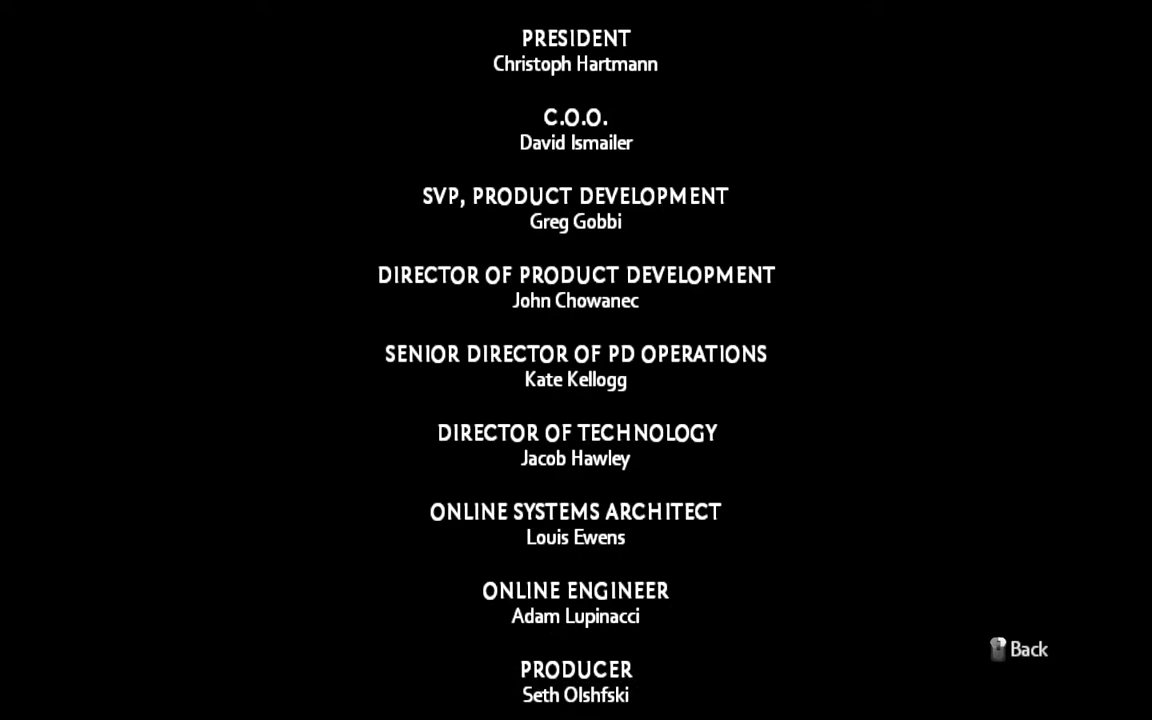 PRESIDENT
Christoph Hartmann
C.O.O.
David Ismailer
SVP, PRODUCT DEVELOPMENT
Greg Gobbi
DIRECTOR OF PRODUCT DEVELOPMENT
John Chowanec
SENIOR DIRECTOR OF PD OPERATIONS
Kate Kellogg
DIRECTOR OF TECHNOLOGY
Jacob Hawley
ONLINE SYSTEMS ARCHITECT
Louis Ewens
ONLINE ENGINEER
Adam Lupinacci
Back
PRODUCER
Seth Olshfski